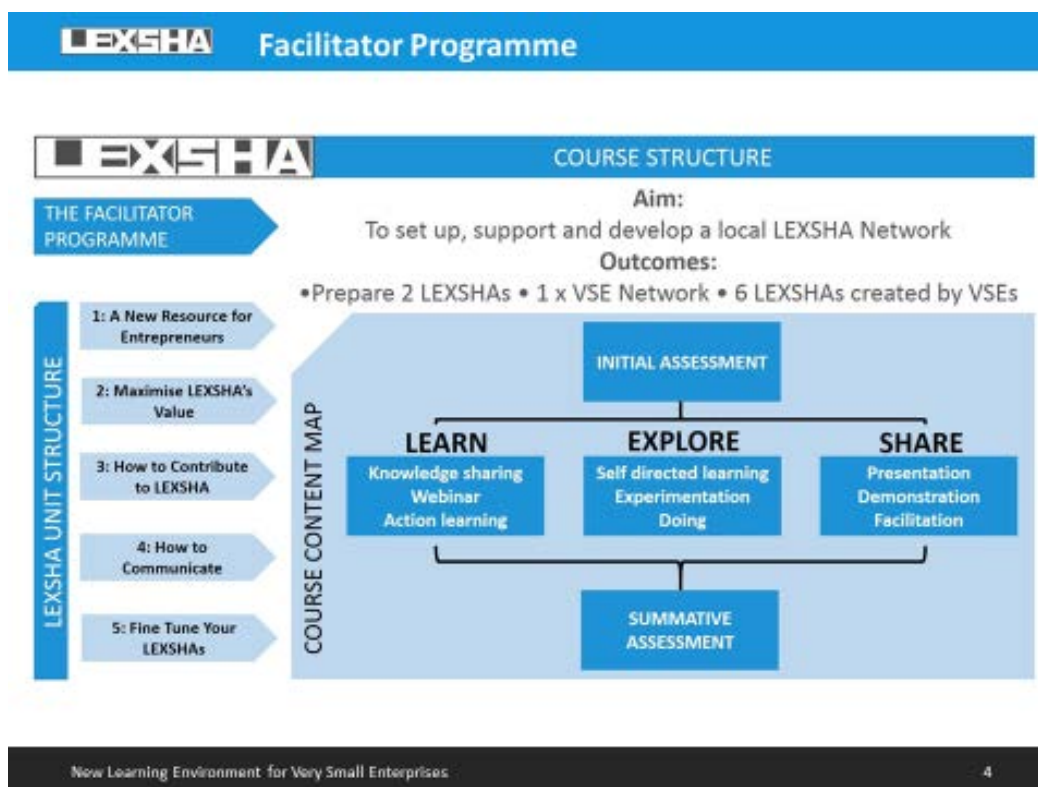 LEXSHA Facilitator Programme
LEXSHA
COURSE STRUCTURE
THE FACILITATOR
PROGRAMME
Aim:
To set up, support and develop a local LEXSHA Network
Outcomes:
•Prepare 2 LEXSHAs • 1 x VSE Network • 6 LEXSHAs created by VSEs
LEXSHA UNIT STRUCTURE
1: A New Resource for
Entrepreneurs
2: Maximise LEXSHA's
Value
3: How to Contribute
to LEXSHA
4: How to
Communicate
5: Fine Tune Your
LEXSHAs
COURSE CONTENT MAP
INITIAL ASSESSMENT
LEARN
Knowledge sharing
Webinar
Action learning
EXPLORE
Self directed learning
Experimentation
Doing
SHARE
Presentation
Demonstration
Facilitation
SUMMATIVE
ASSESSMENT
New Learning Environment for Very Small Enterprises
4